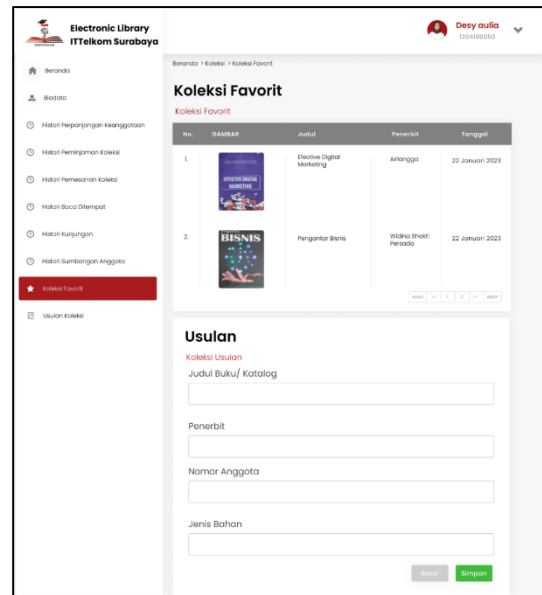 Electronic Library
ITTelkom Surabaya
Desy aulia
1204190050
Beranda
Biodata
Histori Perpanjangan Keanggotaan
Histori Peminjaman Koleksi
Histori Pemesanan Koleksi
Histori Baca Ditempat
Histori Kunjungan
Histori Sumbangan Anggota
Koleksi Favorit
Usulan Koleksi
Beranda > Koleksi > Koleksi Favorit
Koleksi Favorit
Koleksi Favorit
No. GAMBAR Judul Penerbit Tanggal
1. Efective Digital Marketing Airlangga 22 Januari 2023
EFFECTIVE DIGITAL
MARKETING
2. Pengantar Bisnis Widina Bhakti Persada 22 Januari 2023
BISNIS
Awal << 1 2 >> Akhir
Usulan
Koleksi Usulan
Judul Buku/ Katalog
Penerbit
Nomor Anggota
Jenis Bahan
Batal Simpan